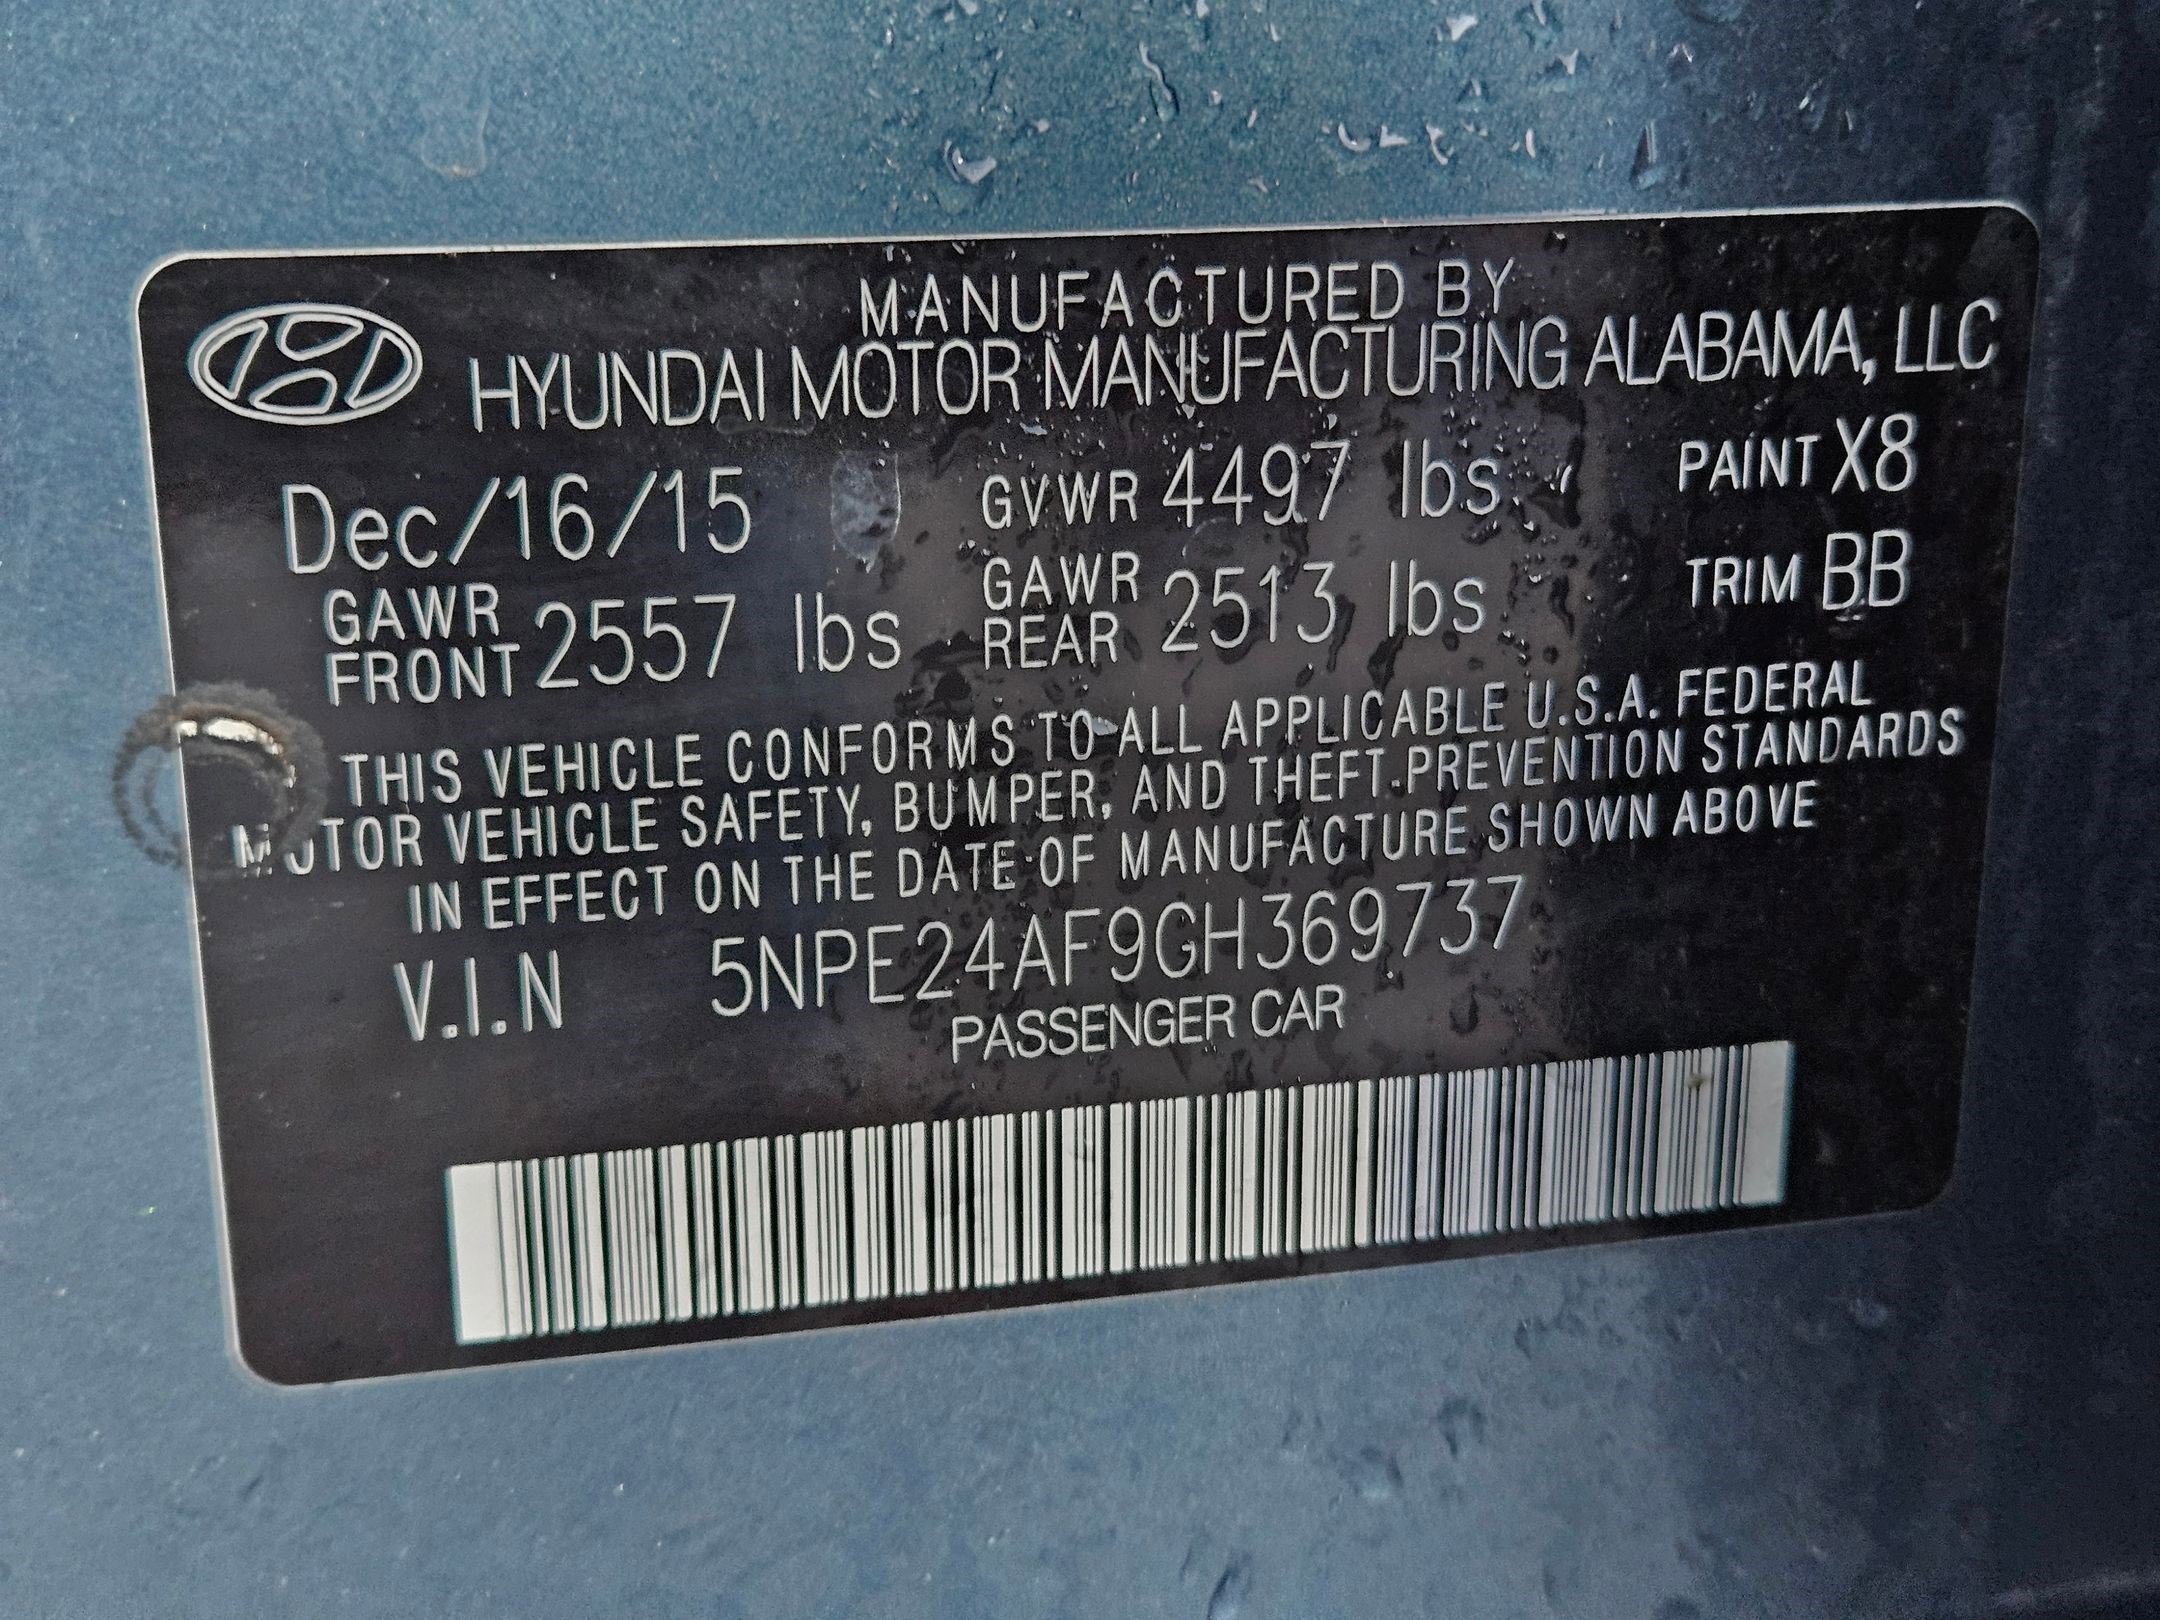 MANUFACTURED BY
HYUNDAI MOTOR MANUFACTURING ALABAMA, LLC
Dec/16/15 GVWR 4497 lbs PAINT X8
GAWR FRONT 2557 lbs GAWR REAR 2513 lbs TRIM BB
THIS VEHICLE CONFORMS TO ALL APPLICABLE U.S.A. FEDERAL
MOTOR VEHICLE SAFETY, BUMPER, AND THEFT PREVENTION STANDARDS
IN EFFECT ON THE DATE OF MANUFACTURE SHOWN ABOVE
V.I.N 5NPE24AF9GH369737
PASSENGER CAR